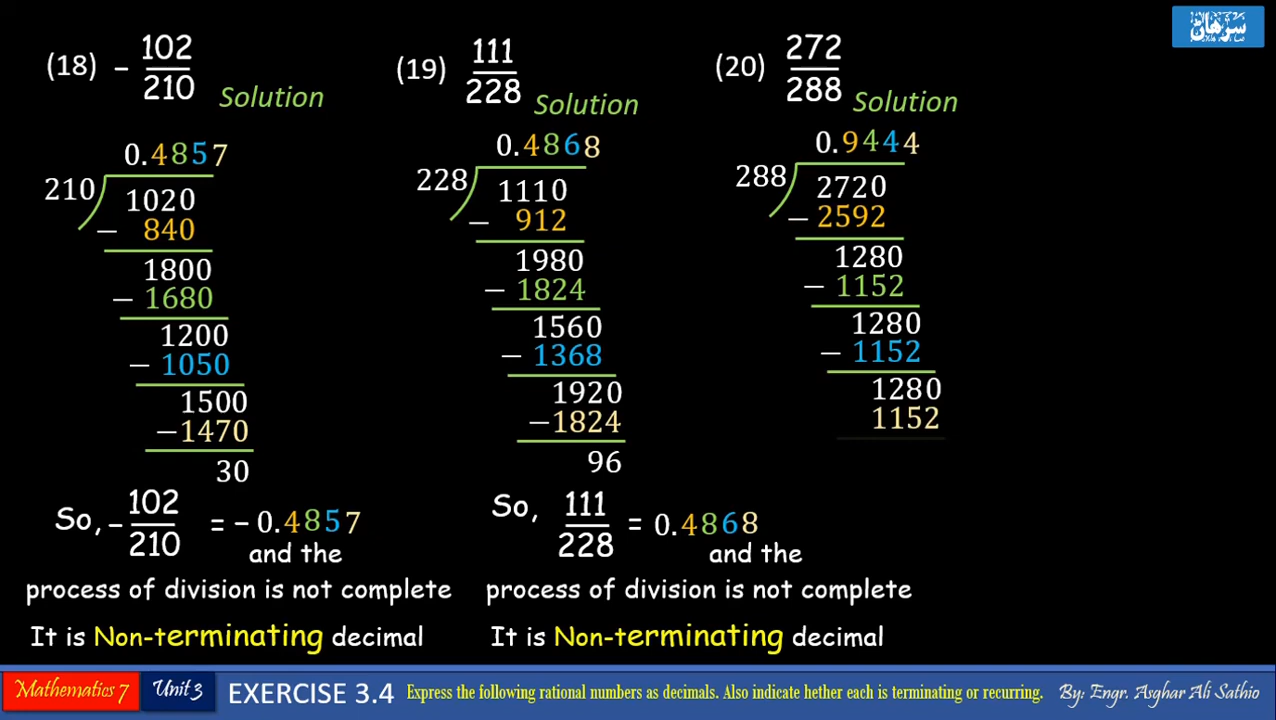 سرهاڻ
(18) - 102/210
Solution
0.4857
210
1020
- 840
1800
- 1680
1200
- 1050
1500
-1470
30
So, - 102/210 = - 0.4857
and the
process of division is not complete
It is Non-terminating decimal
(19) 111/228
Solution
0.4868
228
1110
- 912
1980
- 1824
1560
- 1368
1920
-1824
96
So, 111/228 = 0.4868
and the
process of division is not complete
It is Non-terminating decimal
(20) 272/288
Solution
0.9444
288
2720
- 2592
1280
- 1152
1280
- 1152
1280
1152
Mathematics 7 Unit 3 EXERCISE 3.4 Express the following rational numbers as decimals. Also indicate hether each is terminating or recurring. By: Engr. Asghar Ali Sathio